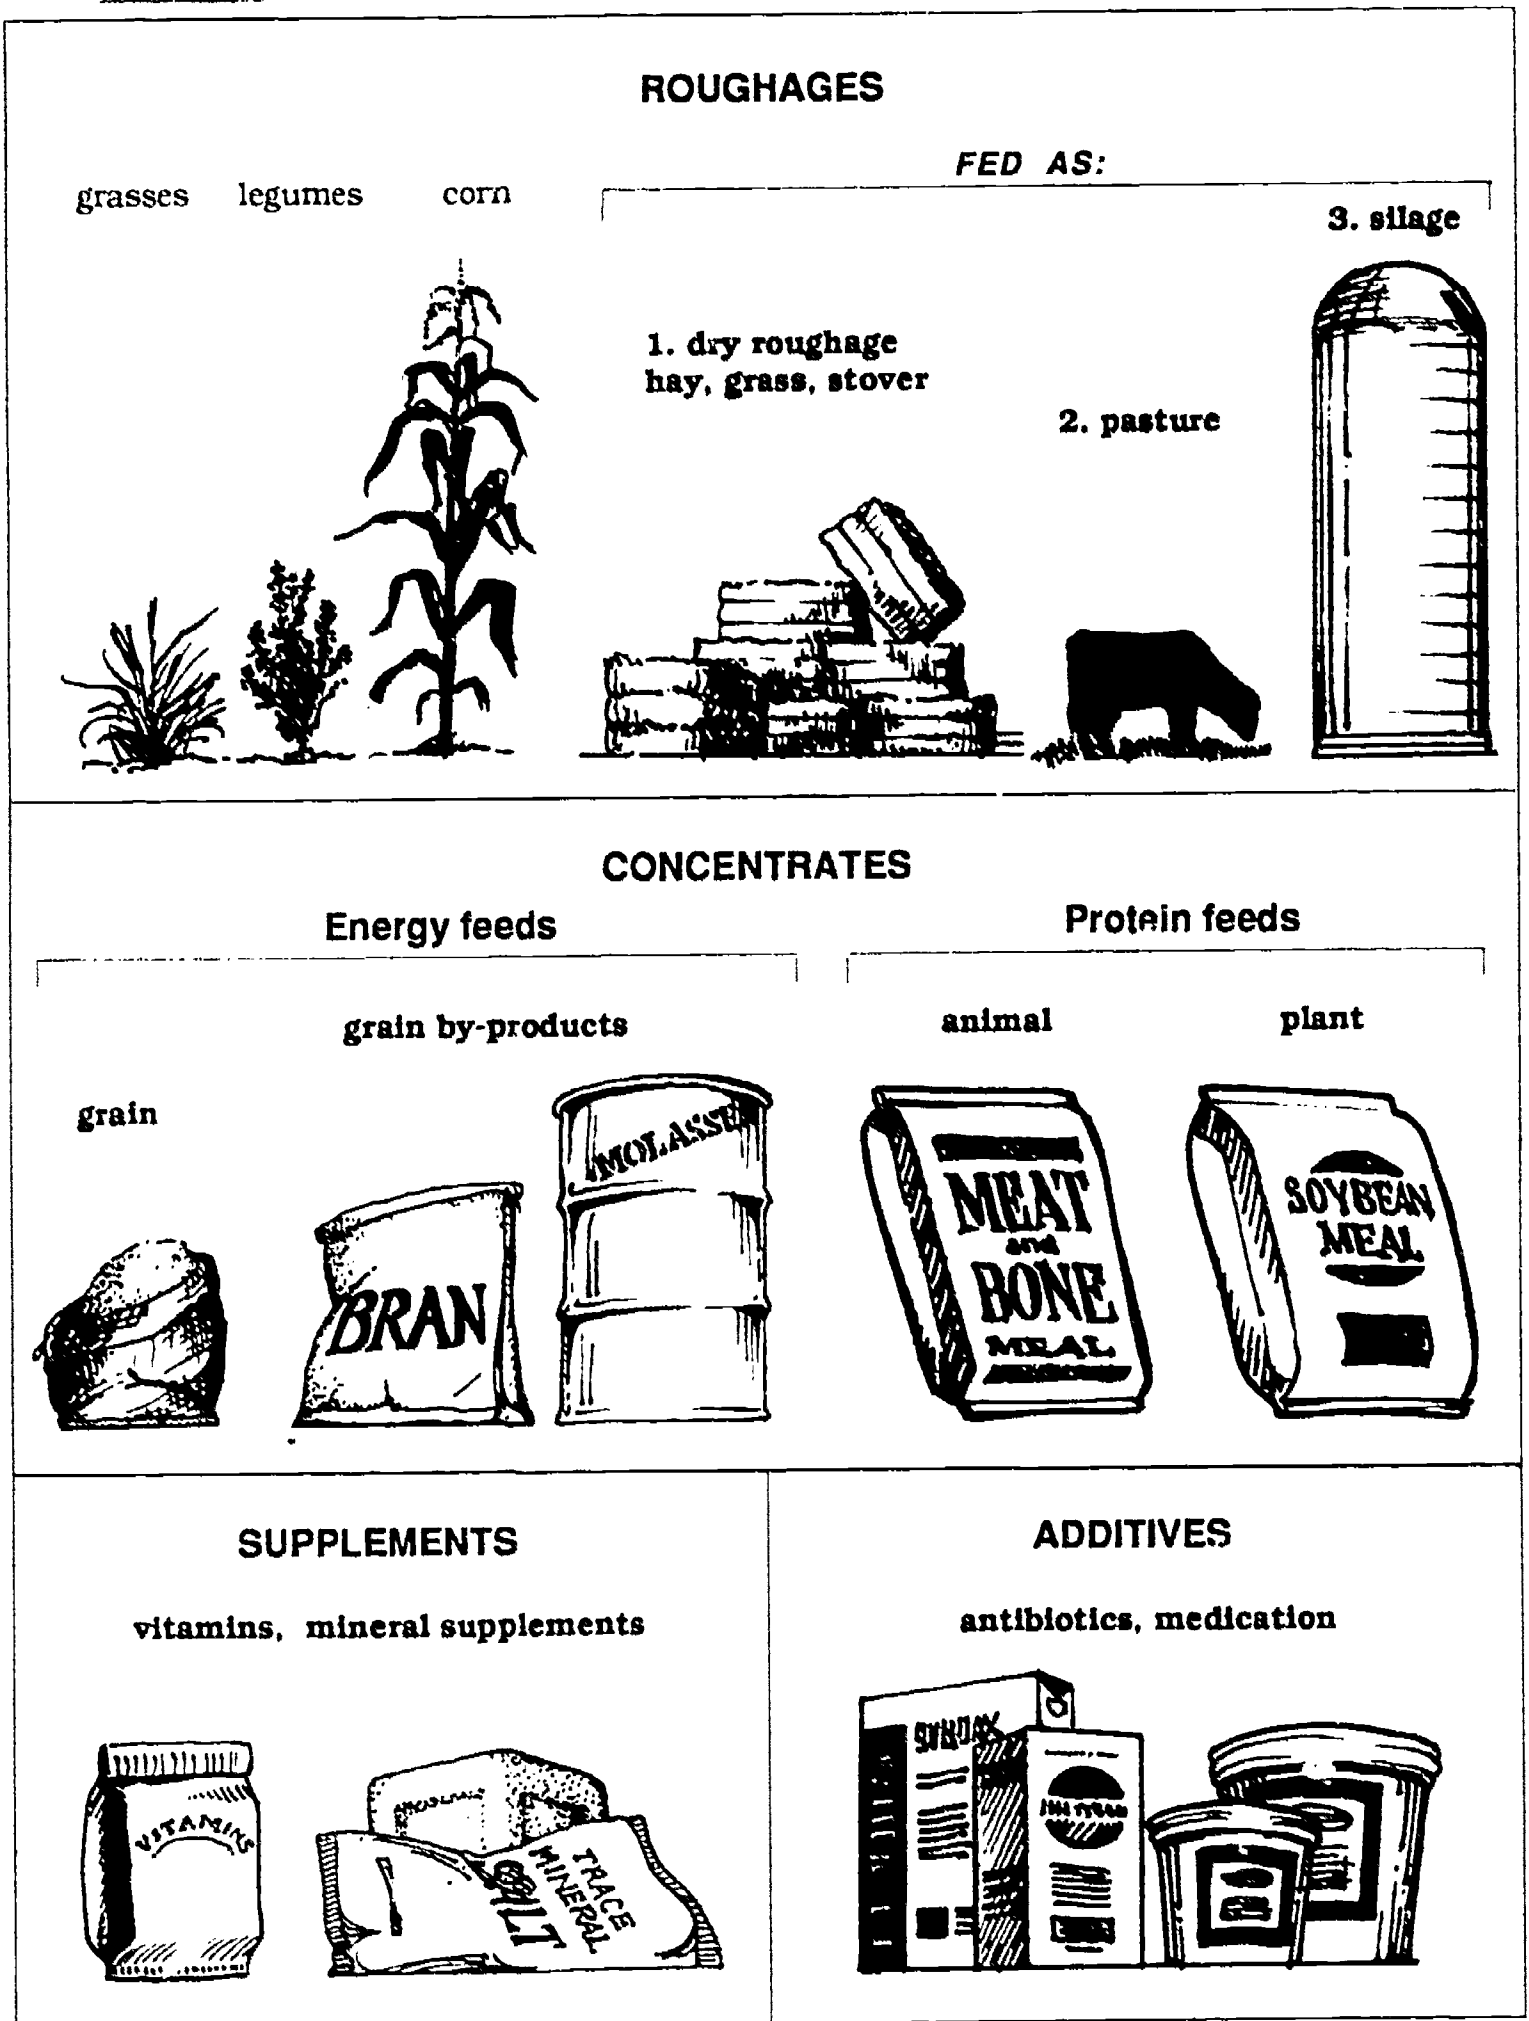 ROUGHAGES
FED AS:
grasses legumes corn
3. silage
1. dry roughage
hay, grass, stover
2. pasture
CONCENTRATES
Energy feeds
Protein feeds
grain by-products
animal
plant
grain
MOLASSES
BRAN
MEAT
and
BONE
MEAL
SOYBEAN
MEAL
SUPPLEMENTS
ADDITIVES
vitamins, mineral supplements
antibiotics, medication
VITAMINS
TRACE
MINERAL
SALT